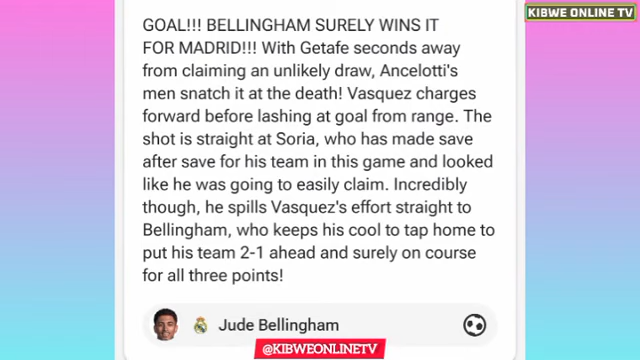 KIBWE ONLINE TV
GOAL!!! BELLINGHAM SURELY WINS IT
FOR MADRID!!! With Getafe seconds away
from claiming an unlikely draw, Ancelotti's
men snatch it at the death! Vasquez charges
forward before lashing at goal from range. The
shot is straight at Soria, who has made save
after save for his team in this game and looked
like he was going to easily claim. Incredibly
though, he spills Vasquez's effort straight to
Bellingham, who keeps his cool to tap home to
put his team 2-1 ahead and surely on course
for all three points!
Jude Bellingham
@KIBWEONLINETV